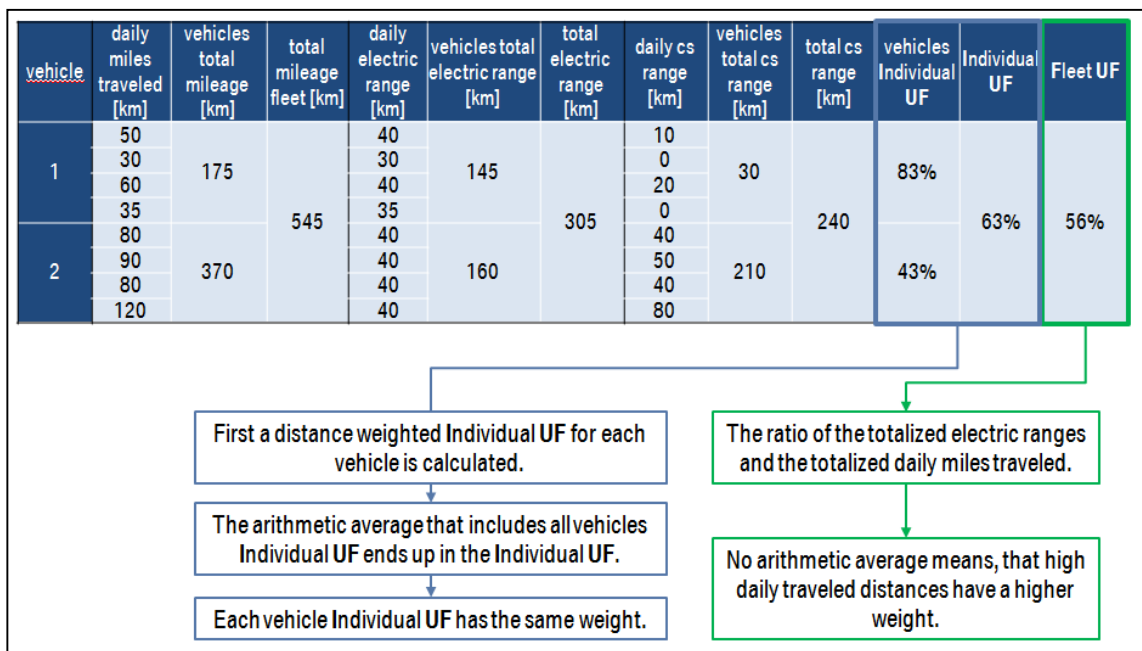 vehicle
daily
miles
traveled
[km]
vehicles
total
mileage
[km]
total
mileage
fleet [km]
daily
electric
range
[km]
vehicles total
electric range
[km]
total
electric
range
[km]
daily cs
range
[km]
vehicles
total cs
range
[km]
total cs
range
[km]
vehicles
Individual
UF
Individual
UF
Fleet UF
1
50
30
60
35
175
545
40
30
40
35
145
305
10
0
20
0
30
240
83%
63%
56%
2
80
90
80
120
370
40
40
40
40
160
40
50
40
80
210
43%
First a distance weighted Individual UF for each
vehicle is calculated.
The arithmetic average that includes all vehicles
Individual UF ends up in the Individual UF.
Each vehicle Individual UF has the same weight.
The ratio of the totalized electric ranges
and the totalized daily miles traveled.
No arithmetic average means, that high
daily traveled distances have a higher
weight.